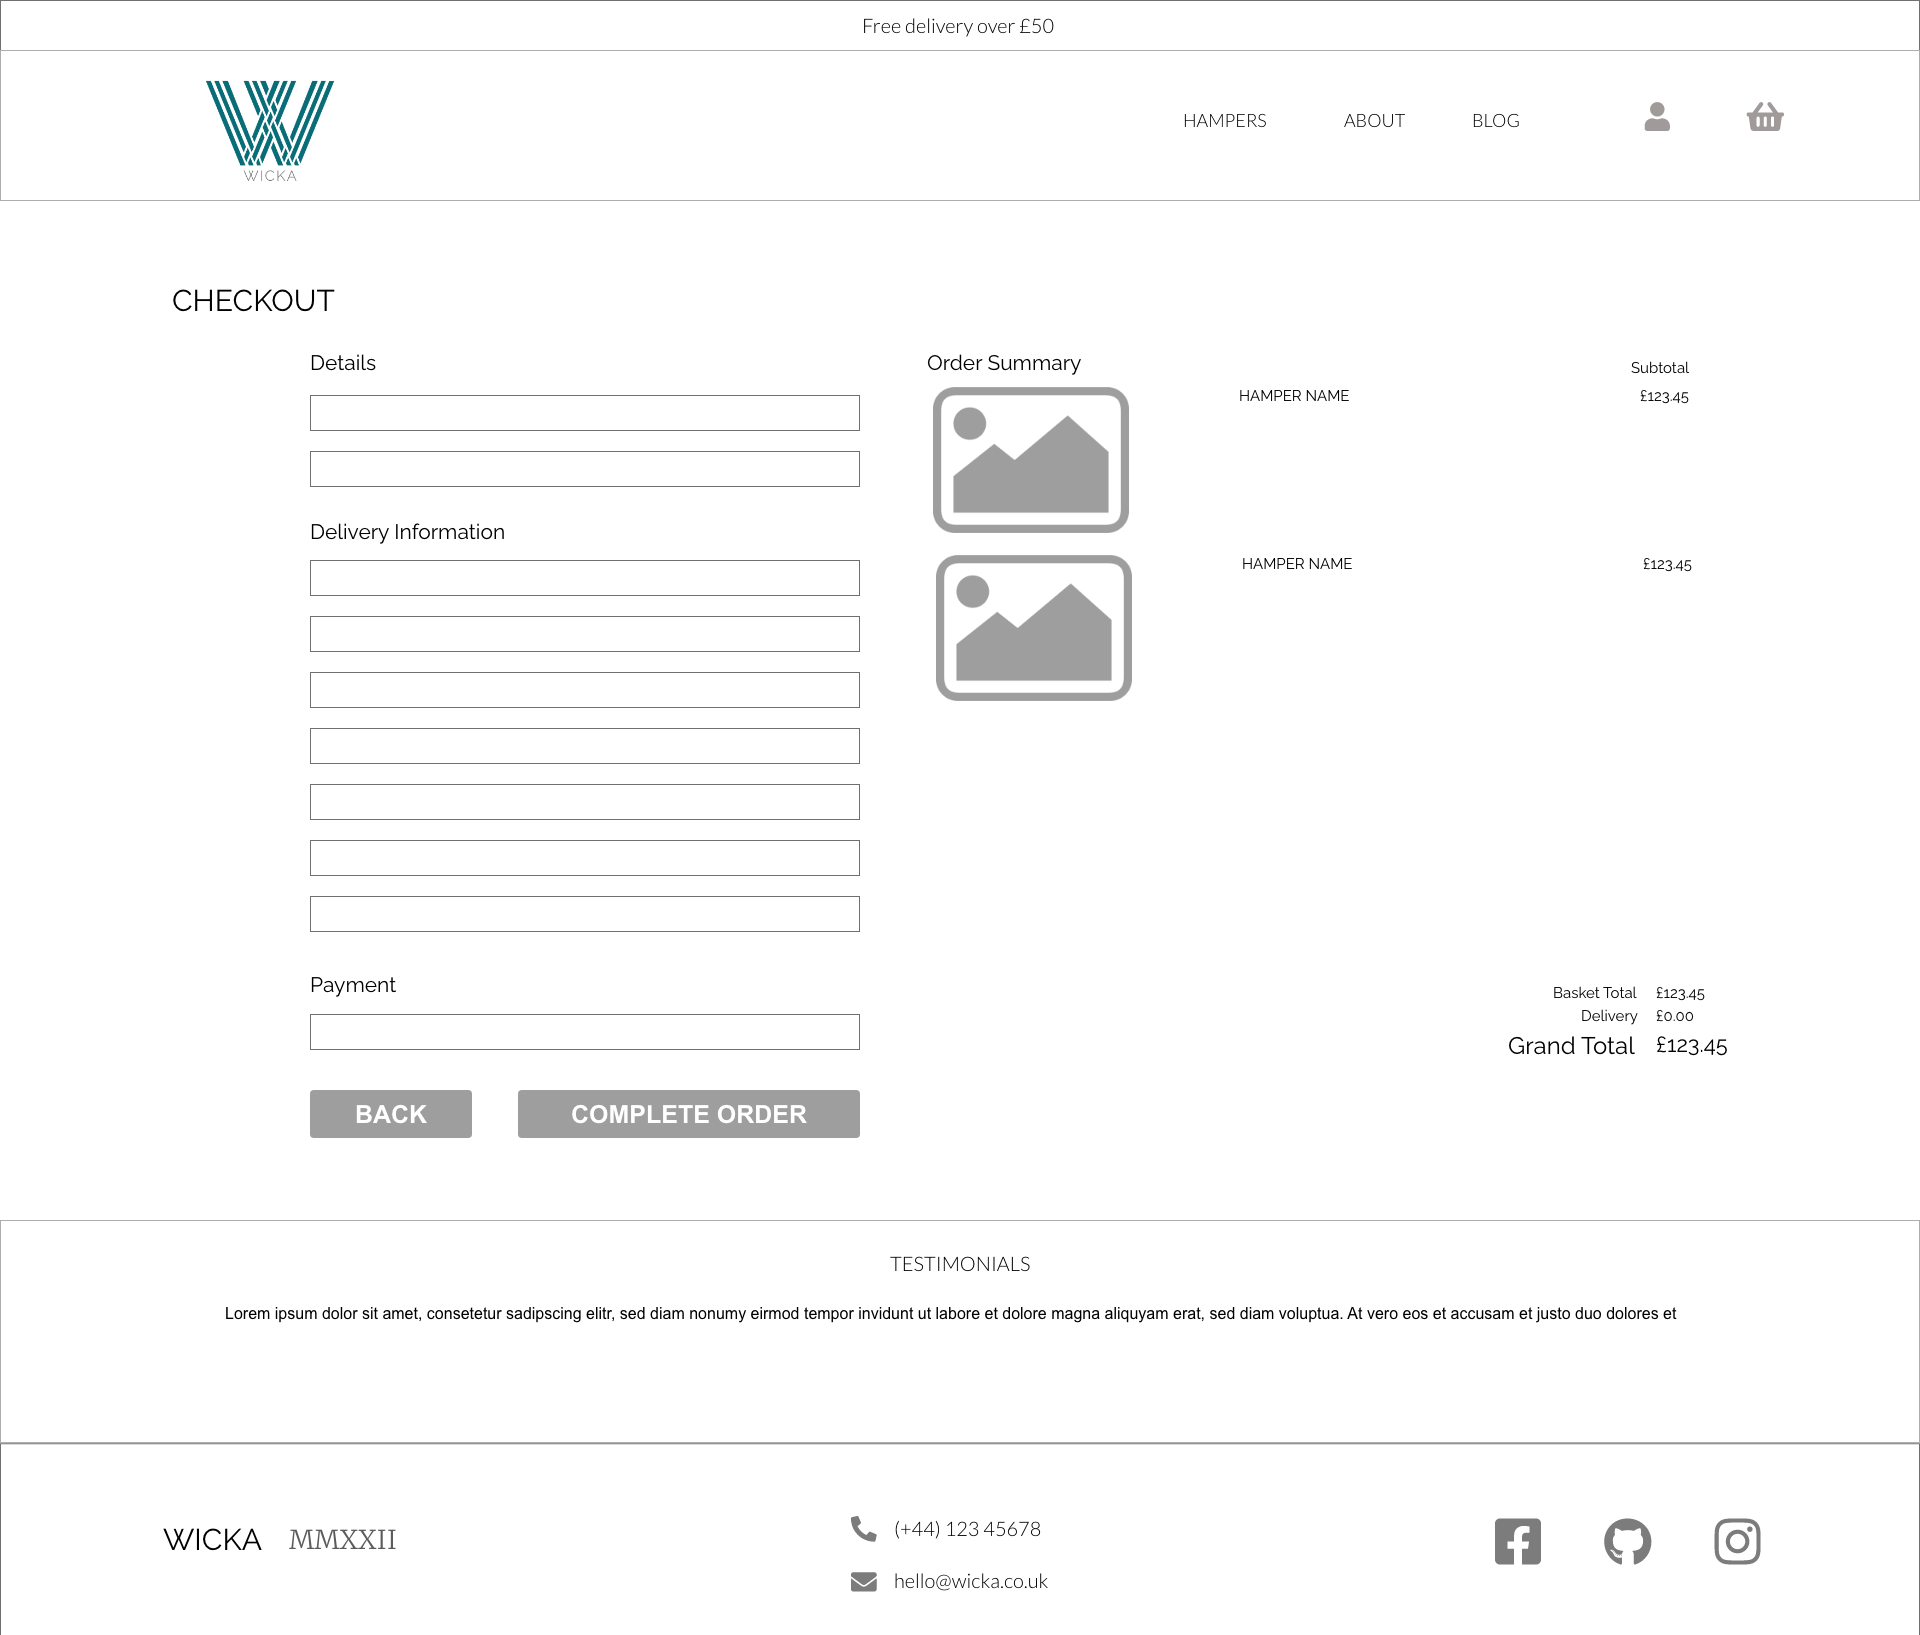 Free delivery over £50
WICKA
HAMPERS ABOUT BLOG
CHECKOUT
Details
Delivery Information
Payment
BACK COMPLETE ORDER
Order Summary
Subtotal
HAMPER NAME £123.45
HAMPER NAME £123.45
Basket Total £123.45
Delivery £0.00
Grand Total £123.45
TESTIMONIALS
Lorem ipsum dolor sit amet, consetetur sadipscing elitr, sed diam nonumy eirmod tempor invidunt ut labore et dolore magna aliquyam erat, sed diam voluptua. At vero eos et accusam et justo duo dolores et
WICKA MMXXII
(+44) 123 45678
hello@wicka.co.uk